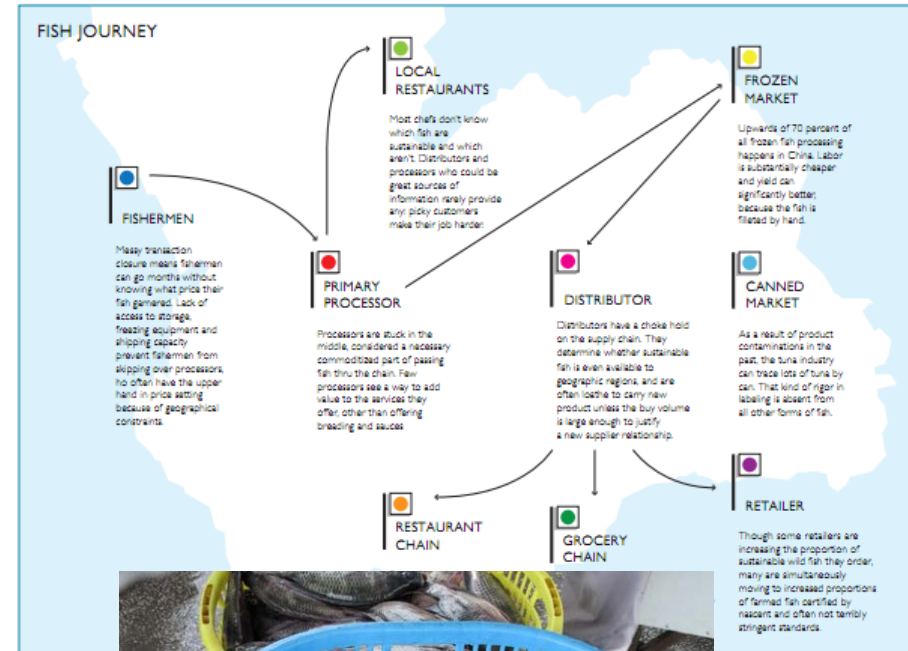 FISH JOURNEY
LOCAL
RESTAURANTS
Most chefs don't know
which fish are
sustainable and which
aren't. Distributors and
processors who could be
great sources of
information rarely provide
any: picky customers
make their job harder.
FROZEN
MARKET
Upwards of 70 percent of
all frozen fish processing
happens in China. Labor
is substantially cheaper
and yield can
significantly better,
because the fish is
filleted by hand.
FISHERMEN
Messy transaction
closure means fishermen
can go months without
knowing what price their
fish garnered. Lack of
access to storage,
freezing equipment and
shipping capacity
prevent fishermen from
skipping over processors,
ho often have the upper
hand in price setting
because of geographical
constraints.
PRIMARY
PROCESSOR
Processors are stuck in the
middle, considered a necessary
commoditized part of passing
fish thru the chain. Few
processors see a way to add
value to the services they
offer, other than offering
breading and sauces
DISTRIBUTOR
Distributors have a choke hold
on the supply chain. They
determine whether sustainable
fish is even available to
geographic regions, and are
often loathe to carry new
product unless the buy volume
is large enough to justify
a new supplier relationship.
CANNED
MARKET
As a result of product
contaminations in the
past, the tuna industry
can trace lots of tuna by
can. That kind of rigor in
labeling is absent from
all other forms of fish.
RESTAURANT
CHAIN
GROCERY
CHAIN
RETAILER
Though some retailers are
increasing the proportion of
sustainable wild fish they order,
many are simultaneously
moving to increased proportions
of farmed fish certified by
nascent and often not terribly
stringent standards.